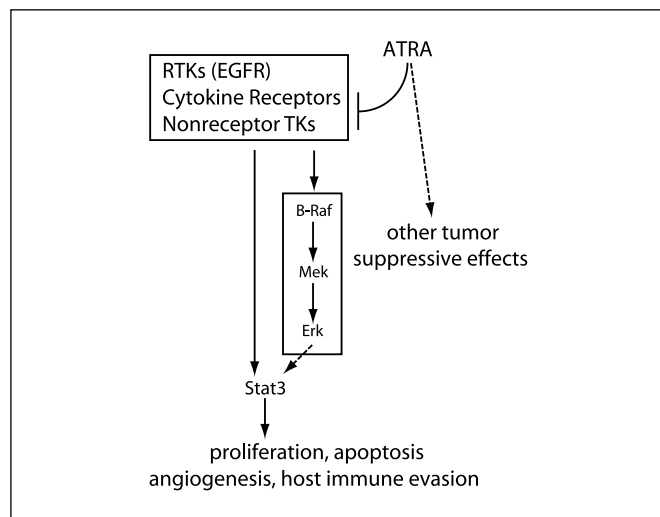 ATRA
RTKs (EGFR)
Cytokine Receptors
Nonreceptor TKs
B-Raf
Mek
Erk
other tumor
suppressive effects
Stat3
proliferation, apoptosis
angiogenesis, host immune evasion